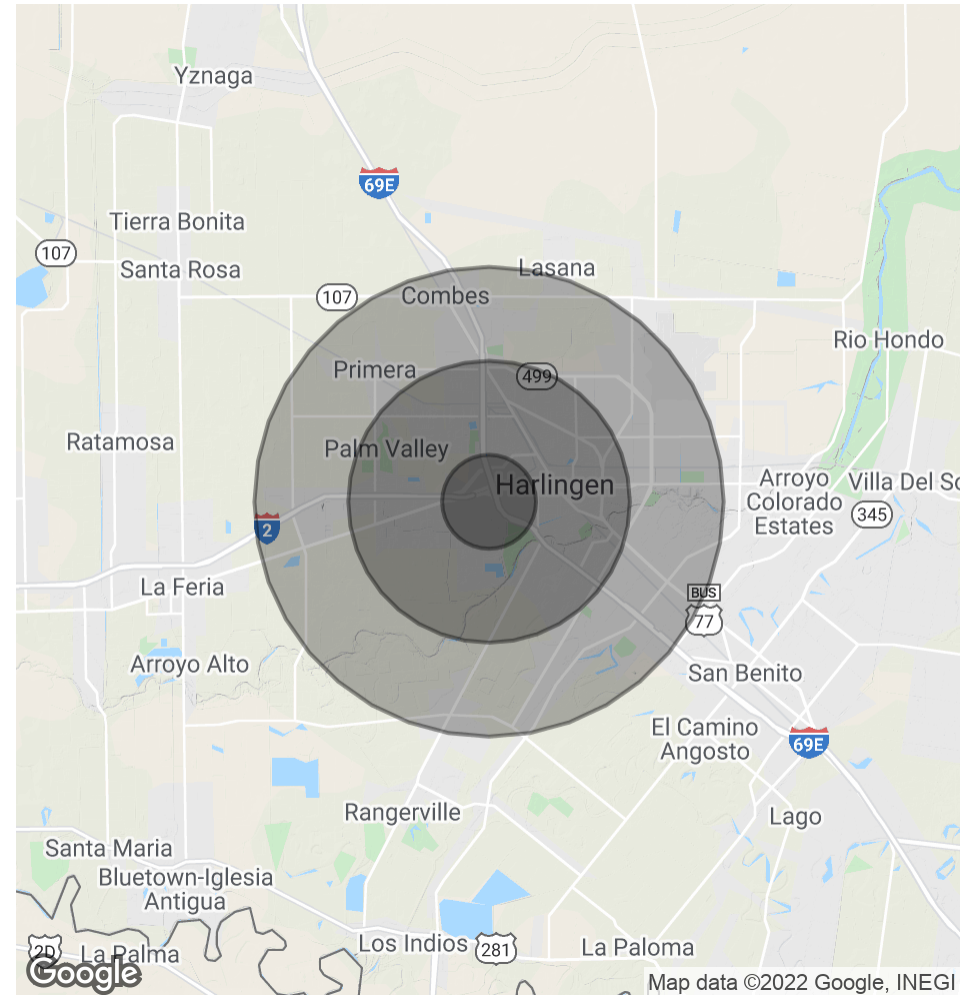 Yznaga
69E
Tierra Bonita
107
Santa Rosa
Lasana
107
Combes
Rio Hondo
Primera
499
Ratamosa
Palm Valley
Harlingen
Arroyo
Colorado
Estates
Villa Del So
345
2
La Feria
BUS
77
Arroyo Alto
San Benito
El Camino
Angosto
69E
Rangerville
Lago
Santa Maria
Bluetown-Iglesia
Antigua
2D
La Palma
Los Indios
281
La Paloma
Google
Map data ©2022 Google, INEGI